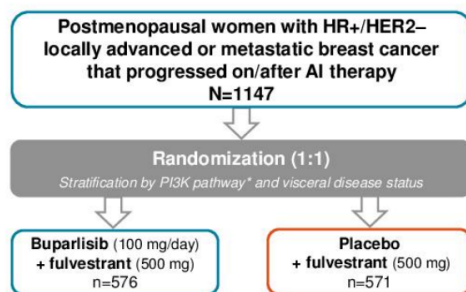 Postmenopausal women with HR+/HER2–
locally advanced or metastatic breast cancer
that progressed on/after AI therapy
N=1147
Randomization (1:1)
Stratification by PI3K pathway* and visceral disease status
Buparlisib (100 mg/day)
+ fulvestrant (500 mg)
n=576
Placebo
+ fulvestrant (500 mg)
n=571